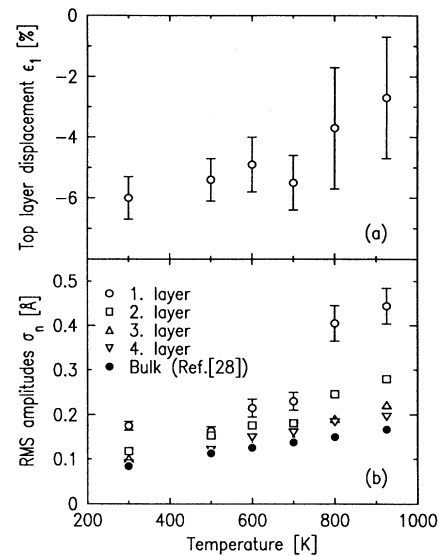 Top layer displacement ϵ₁ [%]
0
−2
−4
−6
(a)
RMS amplitudes σₙ [Å]
0.5
0.4
0.3
0.2
0.1
0
1. layer
2. layer
3. layer
4. layer
Bulk (Ref.[28])
(b)
200 400 600 800 1000
Temperature [K]